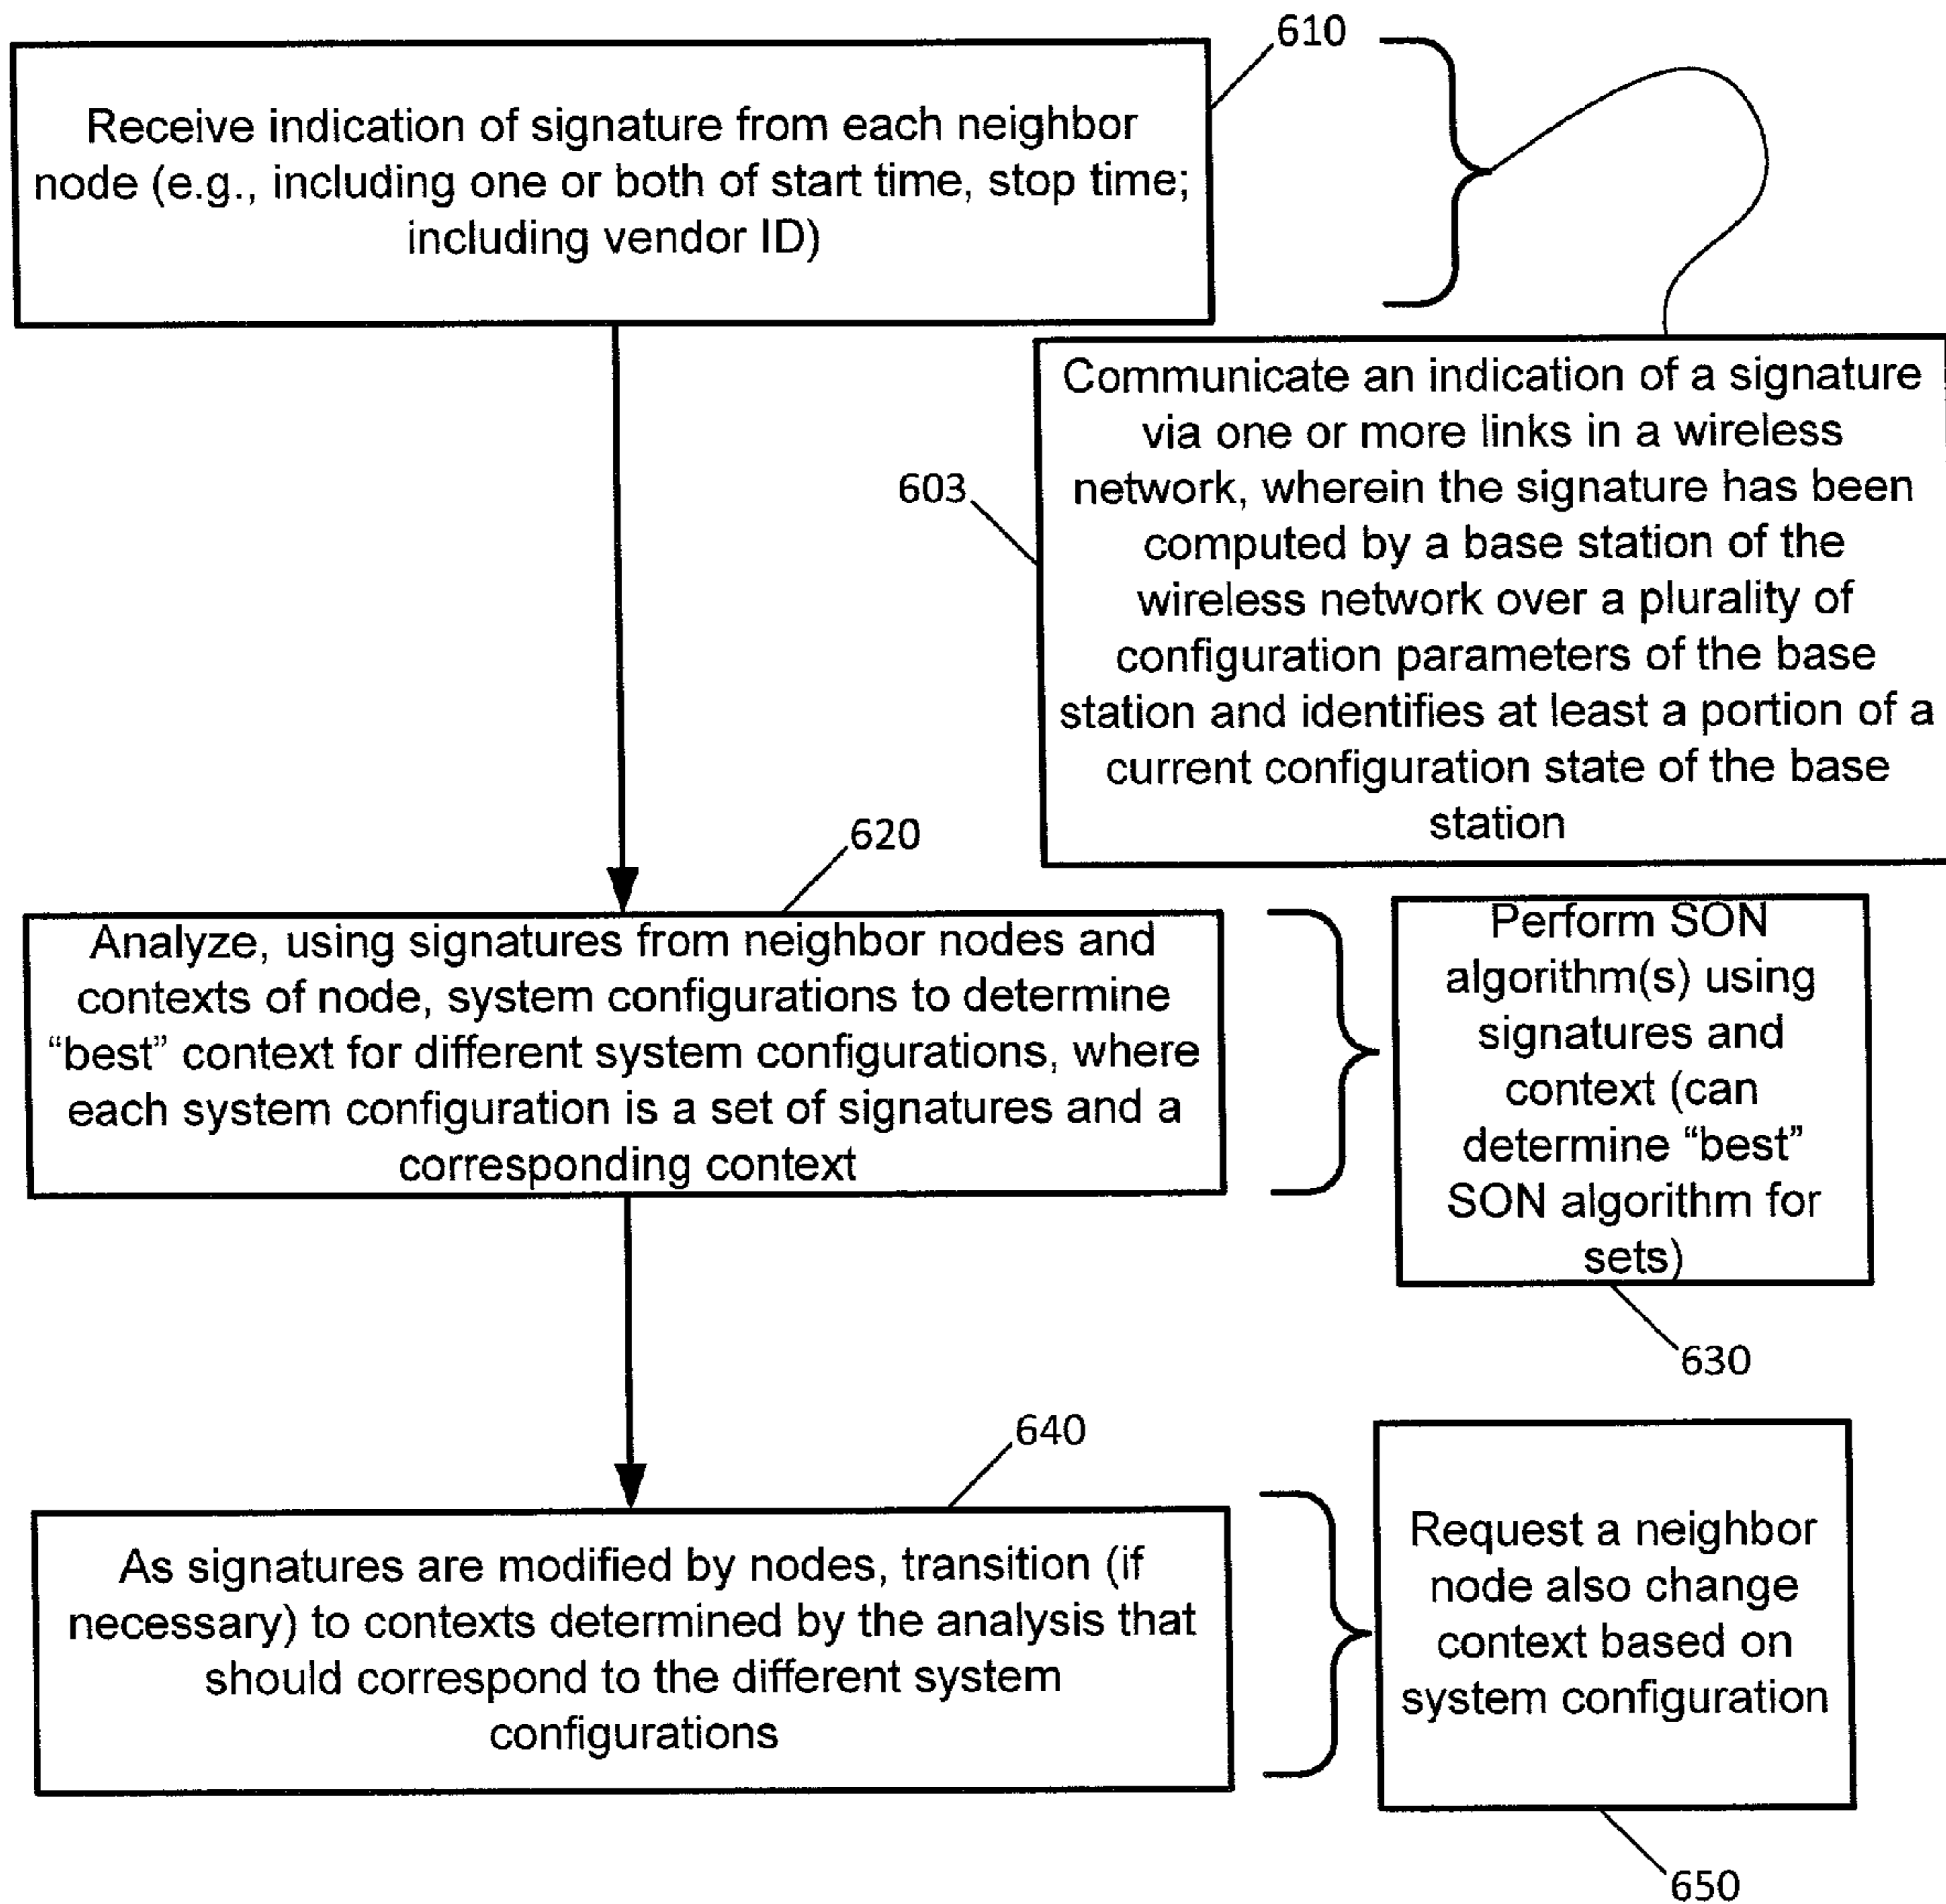 610
Receive indication of signature from each neighbor
node (e.g., including one or both of start time, stop time;
including vendor ID)
603
Communicate an indication of a signature
via one or more links in a wireless
network, wherein the signature has been
computed by a base station of the
wireless network over a plurality of
configuration parameters of the base
station and identifies at least a portion of a
current configuration state of the base
station
620
Analyze, using signatures from neighbor nodes and
contexts of node, system configurations to determine
“best” context for different system configurations, where
each system configuration is a set of signatures and a
corresponding context
Perform SON
algorithm(s) using
signatures and
context (can
determine “best”
SON algorithm for
sets)
630
640
As signatures are modified by nodes, transition (if
necessary) to contexts determined by the analysis that
should correspond to the different system
configurations
Request a neighbor
node also change
context based on
system configuration
650